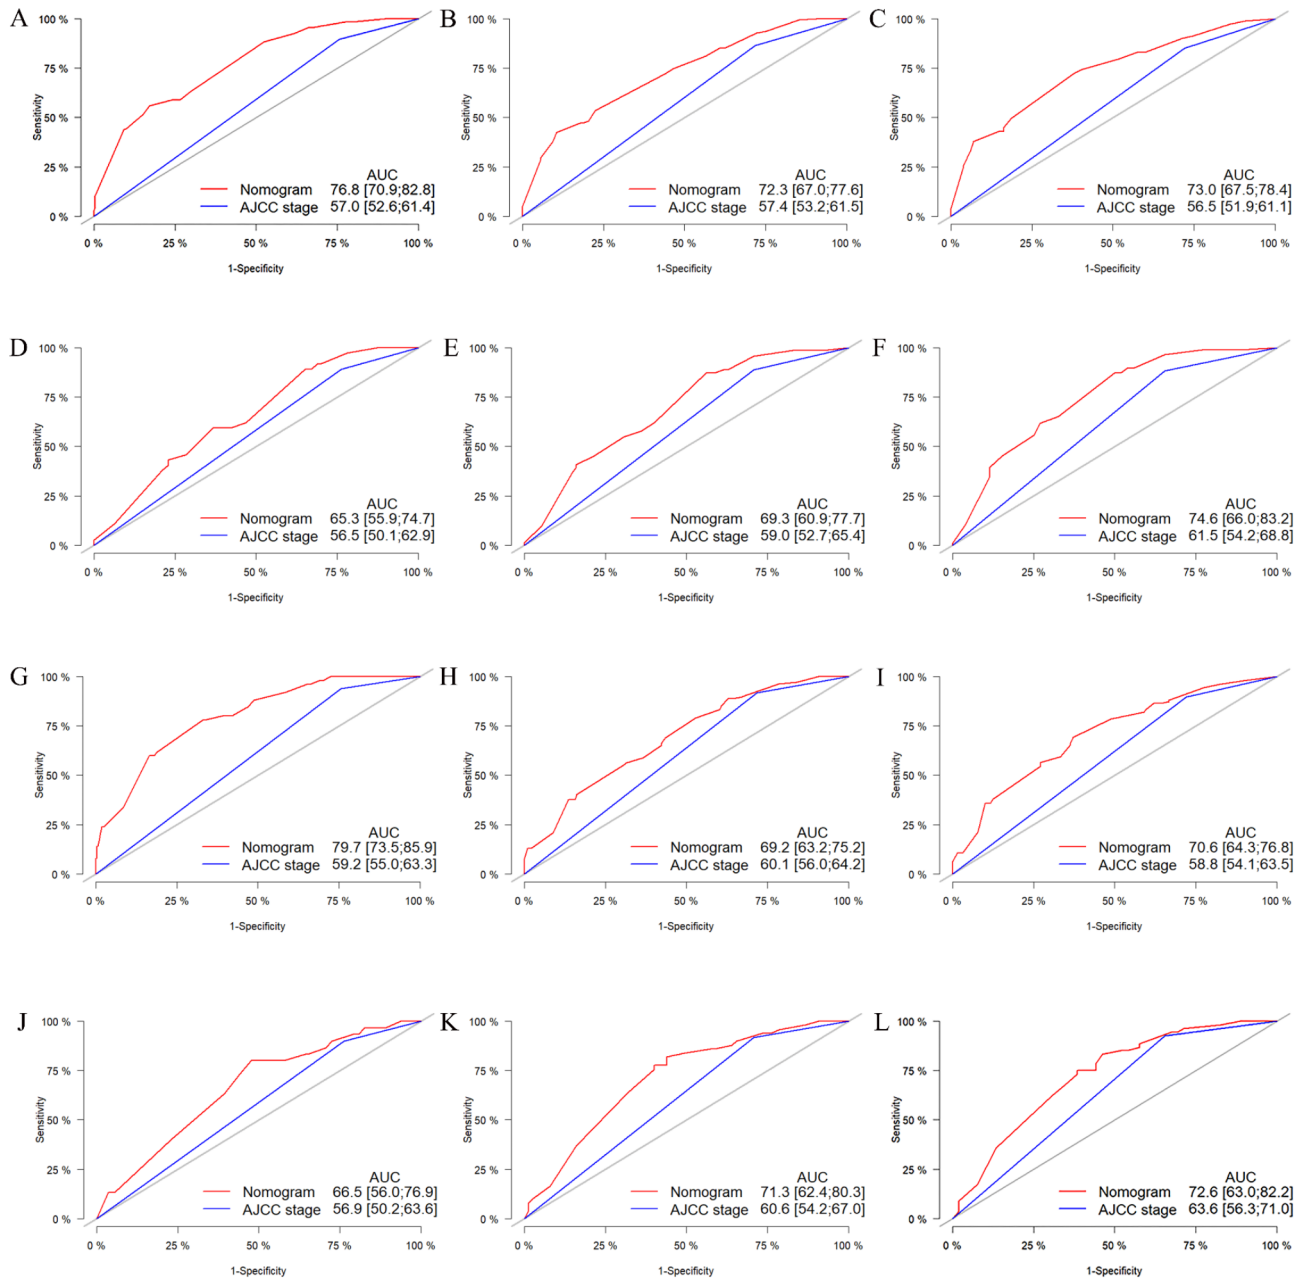 A
100 %
75 %
50 %
25 %
0 %
Sensitivity
AUC
Nomogram 76.8 [70.9;82.8]
AJCC stage 57.0 [52.6;61.4]
0 % 25 % 50 % 75 % 100 %
1-Specificity
B
100 %
75 %
50 %
25 %
0 %
Sensitivity
AUC
Nomogram 72.3 [67.0;77.6]
AJCC stage 57.4 [53.2;61.5]
0 % 25 % 50 % 75 % 100 %
1-Specificity
C
100 %
75 %
50 %
25 %
0 %
Sensitivity
AUC
Nomogram 73.0 [67.5;78.4]
AJCC stage 56.5 [51.9;61.1]
0 % 25 % 50 % 75 % 100 %
1-Specificity
D
100 %
75 %
50 %
25 %
0 %
Sensitivity
AUC
Nomogram 65.3 [55.9;74.7]
AJCC stage 56.5 [50.1;62.9]
0 % 25 % 50 % 75 % 100 %
1-Specificity
E
100 %
75 %
50 %
25 %
0 %
Sensitivity
AUC
Nomogram 69.3 [60.9;77.7]
AJCC stage 59.0 [52.7;65.4]
0 % 25 % 50 % 75 % 100 %
1-Specificity
F
100 %
75 %
50 %
25 %
0 %
Sensitivity
AUC
Nomogram 74.6 [66.0;83.2]
AJCC stage 61.5 [54.2;68.8]
0 % 25 % 50 % 75 % 100 %
1-Specificity
G
100 %
75 %
50 %
25 %
0 %
Sensitivity
AUC
Nomogram 79.7 [73.5;85.9]
AJCC stage 59.2 [55.0;63.3]
0 % 25 % 50 % 75 % 100 %
1-Specificity
H
100 %
75 %
50 %
25 %
0 %
Sensitivity
AUC
Nomogram 69.2 [63.2;75.2]
AJCC stage 60.1 [56.0;64.2]
0 % 25 % 50 % 75 % 100 %
1-Specificity
I
100 %
75 %
50 %
25 %
0 %
Sensitivity
AUC
Nomogram 70.6 [64.3;76.8]
AJCC stage 58.8 [54.1;63.5]
0 % 25 % 50 % 75 % 100 %
1-Specificity
J
100 %
75 %
50 %
25 %
0 %
Sensitivity
AUC
Nomogram 66.5 [56.0;76.9]
AJCC stage 56.9 [50.2;63.6]
0 % 25 % 50 % 75 % 100 %
1-Specificity
K
100 %
75 %
50 %
25 %
0 %
Sensitivity
AUC
Nomogram 71.3 [62.4;80.3]
AJCC stage 60.6 [54.2;67.0]
0 % 25 % 50 % 75 % 100 %
1-Specificity
L
100 %
75 %
50 %
25 %
0 %
Sensitivity
AUC
Nomogram 72.6 [63.0;82.2]
AJCC stage 63.6 [56.3;71.0]
0 % 25 % 50 % 75 % 100 %
1-Specificity